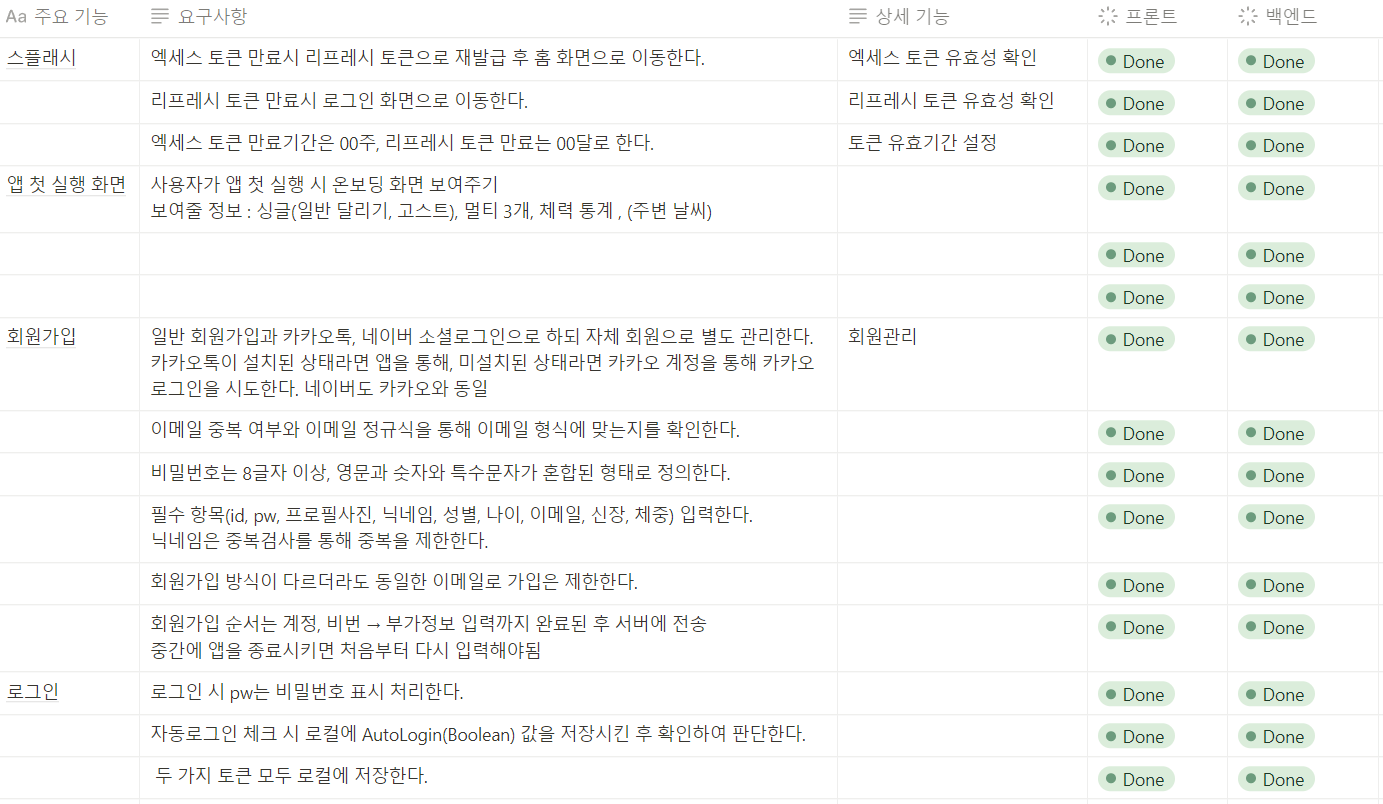 Aa 주요 기능 요구사항 상세 기능 프론트 백엔드
스플래시 엑세스 토큰 만료시 리프레시 토큰으로 재발급 후 홈 화면으로 이동한다. 엑세스 토큰 유효성 확인 Done Done
리프레시 토큰 만료시 로그인 화면으로 이동한다. 리프레시 토큰 유효성 확인 Done Done
엑세스 토큰 만료기간은 00주, 리프레시 토큰 만료는 00달로 한다. 토큰 유효기간 설정 Done Done
앱 첫 실행 화면 사용자가 앱 첫 실행 시 온보딩 화면 보여주기 Done Done
보여줄 정보 : 싱글(일반 달리기, 고스트), 멀티 3개, 체력 통계 , (주변 날씨)
Done Done
Done Done
회원가입 일반 회원가입과 카카오톡, 네이버 소셜로그인으로 하되 자체 회원으로 별도 관리한다. 회원관리 Done Done
카카오톡이 설치된 상태라면 앱을 통해, 미설치된 상태라면 카카오 계정을 통해 카카오
로그인을 시도한다. 네이버도 카카오와 동일
이메일 중복 여부와 이메일 정규식을 통해 이메일 형식에 맞는지를 확인한다. Done Done
비밀번호는 8글자 이상, 영문과 숫자와 특수문자가 혼합된 형태로 정의한다. Done Done
필수 항목(id, pw, 프로필사진, 닉네임, 성별, 나이, 이메일, 신장, 체중) 입력한다. Done Done
닉네임은 중복검사를 통해 중복을 제한한다.
회원가입 방식이 다르더라도 동일한 이메일로 가입은 제한한다. Done Done
회원가입 순서는 계정, 비번 → 부가정보 입력까지 완료된 후 서버에 전송 Done Done
중간에 앱을 종료시키면 처음부터 다시 입력해야됨
로그인 로그인 시 pw는 비밀번호 표시 처리한다. Done Done
자동로그인 체크 시 로컬에 AutoLogin(Boolean) 값을 저장시킨 후 확인하여 판단한다. Done Done
두 가지 토큰 모두 로컬에 저장한다. Done Done